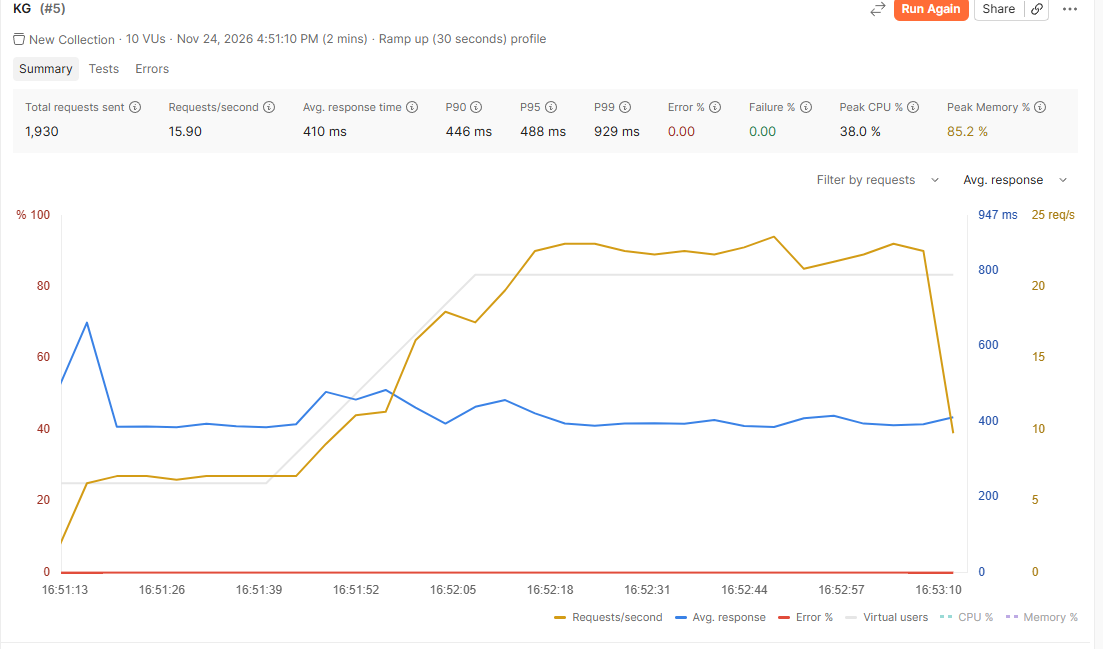 KG (#5) Run Again Share
New Collection · 10 VUs · Nov 24, 2026 4:51:10 PM (2 mins) · Ramp up (30 seconds) profile
Summary Tests Errors
Total requests sent Requests/second Avg. response time P90 P95 P99 Error % Failure % Peak CPU % Peak Memory %
1,930 15.90 410 ms 446 ms 488 ms 929 ms 0.00 0.00 38.0 % 85.2 %
Filter by requests Avg. response
% 100 947 ms 25 req/s
800
80 20
600
60 15
40 400 10
200
20 5
0 0 0
16:51:13 16:51:26 16:51:39 16:51:52 16:52:05 16:52:18 16:52:31 16:52:44 16:52:57 16:53:10
Requests/second Avg. response Error % Virtual users CPU % Memory %